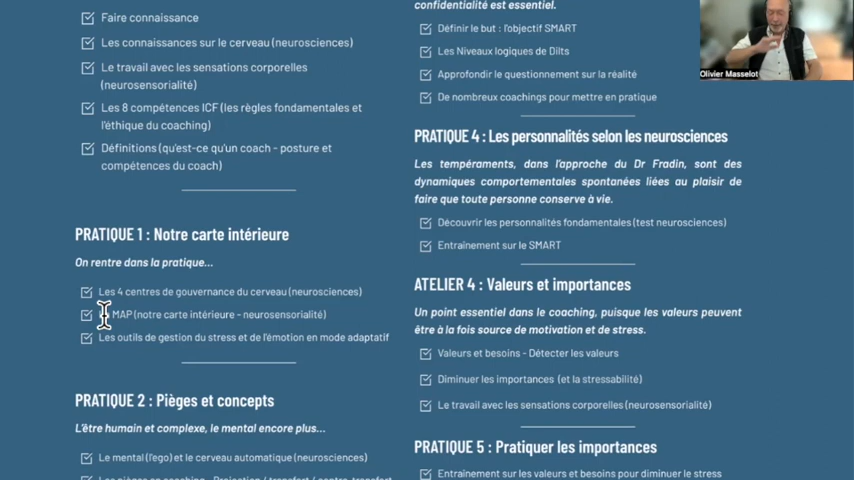 Faire connaissance
Les connaissances sur le cerveau (neurosciences)
Le travail avec les sensations corporelles
(neurosensorialité)
Les 8 compétences ICF (les règles fondamentales et
l'éthique du coaching)
Définitions (qu'est-ce qu'un coach - posture et
compétences du coach)
PRATIQUE 1 : Notre carte intérieure
On rentre dans la pratique...
Les 4 centres de gouvernance du cerveau (neurosciences)
MAP (notre carte intérieure - neurosensorialité)
Les outils de gestion du stress et de l'émotion en mode adaptatif
PRATIQUE 2 : Pièges et concepts
L'être humain et complexe, le mental encore plus...
Le mental (l'ego) et le cerveau automatique (neurosciences)
Les pièges en coaching - Projection / transfert / contre-transfert
confidentialité est essentiel.
Définir le but : l'objectif SMART
Les Niveaux logiques de Dilts
Approfondir le questionnement sur la réalité
De nombreux coachings pour mettre en pratique
PRATIQUE 4 : Les personnalités selon les neurosciences
Les tempéraments, dans l'approche du Dr Fradin, sont des
dynamiques comportementales spontanées liées au plaisir de
faire que toute personne conserve à vie.
Découvrir les personnalités fondamentales (test neurosciences)
Entraînement sur le SMART
ATELIER 4 : Valeurs et importances
Un point essentiel dans le coaching, puisque les valeurs peuvent
être à la fois source de motivation et de stress.
Valeurs et besoins - Détecter les valeurs
Diminuer les importances (et la stressabilité)
Le travail avec les sensations corporelles (neurosensorialité)
PRATIQUE 5 : Pratiquer les importances
Entraînement sur les valeurs et besoins pour diminuer le stress
Olivier Masselot